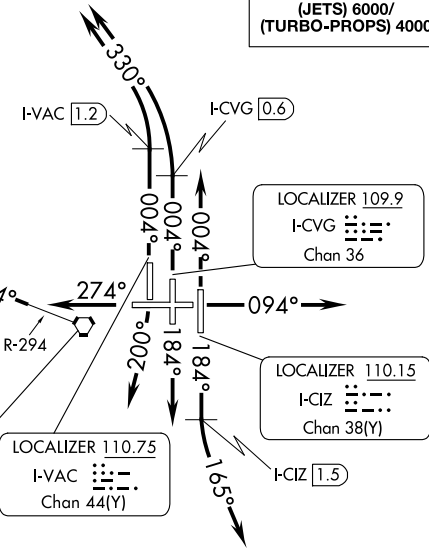 (JETS) 6000/
(TURBO-PROPS) 4000
330°
I-VAC 1.2
I-CVG 0.6
004°
004°
004°
LOCALIZER 109.9
I-CVG
Chan 36
4°
274°
094°
R-294
200°
184°
184°
LOCALIZER 110.15
I-CIZ
Chan 38(Y)
LOCALIZER 110.75
I-VAC
Chan 44(Y)
I-CIZ 1.5
165°